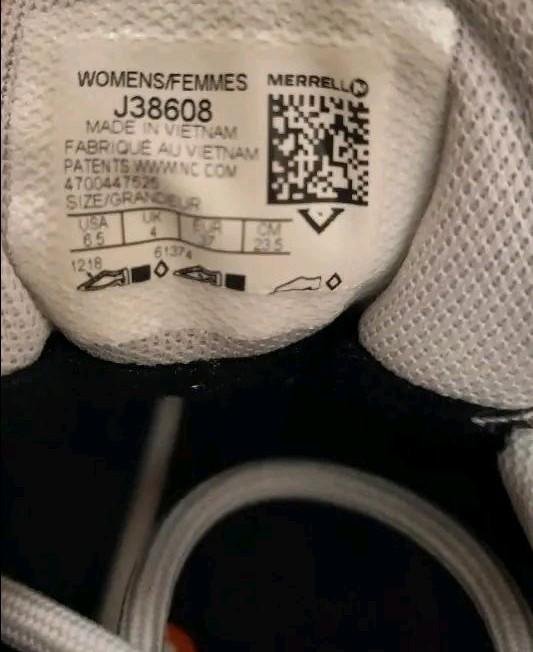 WOMENS/FEMMES
MERRELL
J38608
MADE IN VIETNAM
FABRIQUÉ AU VIETNAM
PATENTS WWW.NC.COM
4700447525
SIZE/GRANDEUR
USA UK EUR CM
6.5 4 37 23.5
1218 61374